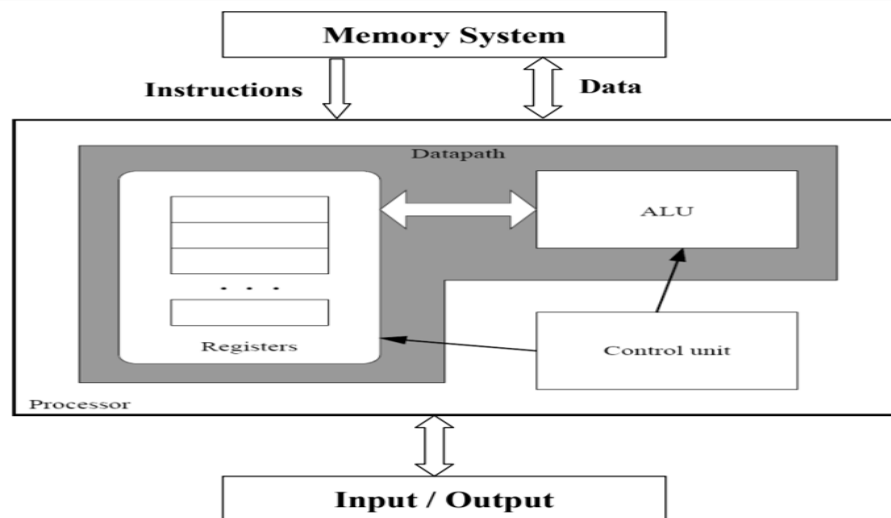 Memory System
Instructions
Data
Datapath
ALU
. . .
Registers
Control unit
Processor
Input / Output